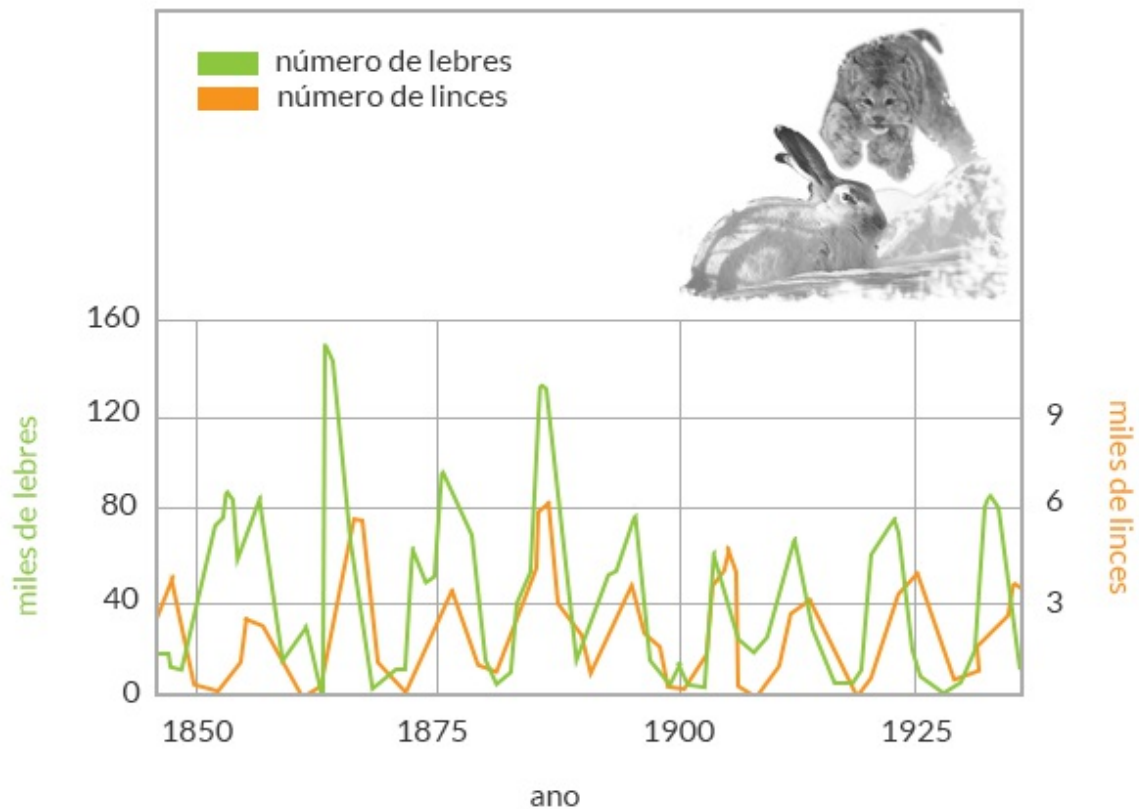 número de lebres
número de linces
160
120
80
40
0
miles de lebres
9
6
3
miles de linces
1850 1875 1900 1925
ano